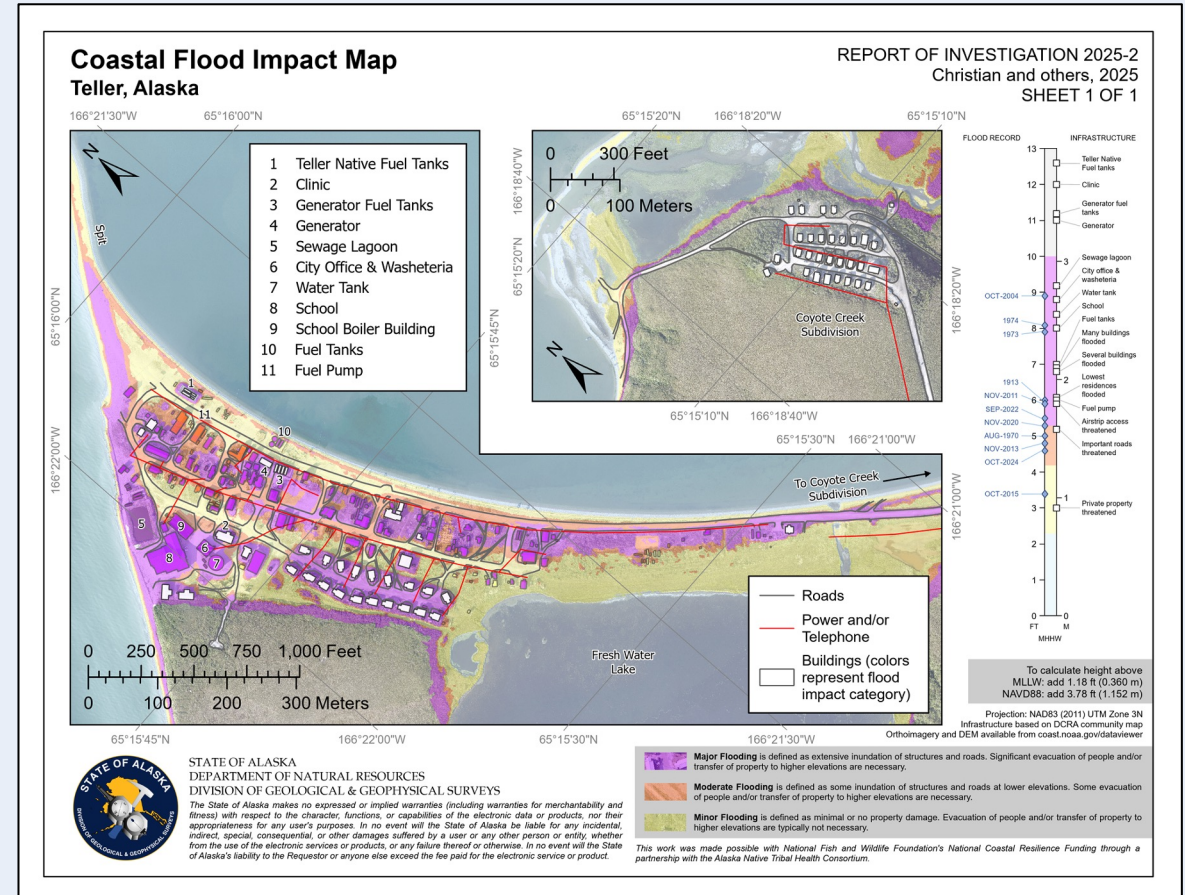 Coastal Flood Impact Map
Teller, Alaska
REPORT OF INVESTIGATION 2025-2
Christian and others, 2025
SHEET 1 OF 1
166°21'30"W
65°16'00"N
65°15'20"N
166°18'20"W
65°15'10"N
N
Spit
1 Teller Native Fuel Tanks
2 Clinic
3 Generator Fuel Tanks
4 Generator
5 Sewage Lagoon
6 City Office & Washeteria
7 Water Tank
8 School
9 School Boiler Building
10 Fuel Tanks
11 Fuel Pump
65°16'00"N
166°22'00"W
65°15'45"N
166°18'40"W
65°15'20"N
0 300 Feet
0 100 Meters
Coyote Creek
Subdivision
N
166°18'20"W
65°15'10"N
166°18'40"W
65°15'30"N
166°21'00"W
To Coyote Creek
Subdivision
166°21'00"W
1
11
10
4
3
5
9
2
6
8
7
Fresh Water
Lake
0 250 500 750 1,000 Feet
0 100 200 300 Meters
Roads
Power and/or
Telephone
Buildings (colors
represent flood
impact category)
65°15'45"N
166°22'00"W
65°15'30"N
166°21'30"W
FLOOD RECORD
INFRASTRUCTURE
13
12
11
10
9
8
7
6
5
4
3
2
1
0
FT
3
2
1
0
M
MHHW
OCT-2004
1974
1973
1913
NOV-2011
SEP-2022
NOV-2020
AUG-1970
NOV-2013
OCT-2024
OCT-2015
Teller Native
Fuel tanks
Clinic
Generator fuel
tanks
Generator
Sewage lagoon
City office &
washeteria
Water tank
School
Fuel tanks
Many buildings
flooded
Several buildings
flooded
Lowest
residences
flooded
Fuel pump
Airstrip access
threatened
Important roads
threatened
Private property
threatened
To calculate height above
MLLW: add 1.18 ft (0.360 m)
NAVD88: add 3.78 ft (1.152 m)
Projection: NAD83 (2011) UTM Zone 3N
Infrastructure based on DCRA community map
Orthoimagery and DEM available from coast.noaa.gov/dataviewer
STATE OF ALASKA
DIVISION OF GEOLOGICAL & GEOPHYSICAL SURVEYS
STATE OF ALASKA
DEPARTMENT OF NATURAL RESOURCES
DIVISION OF GEOLOGICAL & GEOPHYSICAL SURVEYS
The State of Alaska makes no expressed or implied warranties (including warranties for merchantability and
fitness) with respect to the character, functions, or capabilities of the electronic data or products, nor their
appropriateness for any user's purposes. In no event will the State of Alaska be liable for any incidental,
indirect, special, consequential, or other damages suffered by a user or any other person or entity, whether
from the use of the electronic services or products, or any failure thereof or otherwise. In no event will the State
of Alaska's liability to the Requestor or anyone else exceed the fee paid for the electronic service or product.
Major Flooding is defined as extensive inundation of structures and roads. Significant evacuation of people and/or
transfer of property to higher elevations are necessary.
Moderate Flooding is defined as some inundation of structures and roads at lower elevations. Some evacuation
of people and/or transfer of property to higher elevations are necessary.
Minor Flooding is defined as minimal or no property damage. Evacuation of people and/or transfer of property to
higher elevations are typically not necessary.
This work was made possible with National Fish and Wildlife Foundation's National Coastal Resilience Funding through a
partnership with the Alaska Native Tribal Health Consortium.